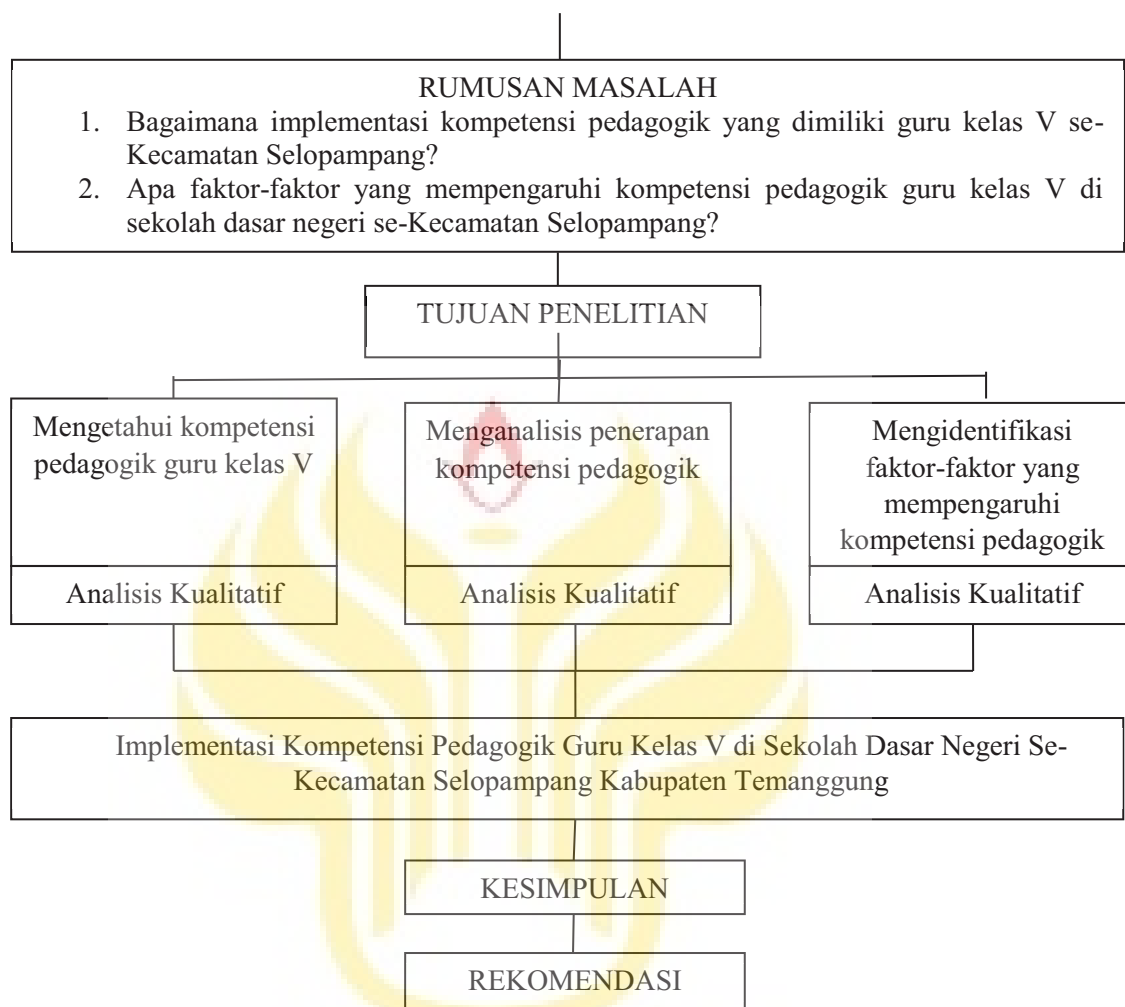 RUMUSAN MASALAH
1. Bagaimana implementasi kompetensi pedagogik yang dimiliki guru kelas V se-
Kecamatan Selopampang?
2. Apa faktor-faktor yang mempengaruhi kompetensi pedagogik guru kelas V di
sekolah dasar negeri se-Kecamatan Selopampang?
TUJUAN PENELITIAN
Mengetahui kompetensi
pedagogik guru kelas V
Analisis Kualitatif
Menganalisis penerapan
kompetensi pedagogik
Analisis Kualitatif
Mengidentifikasi
faktor-faktor yang
mempengaruhi
kompetensi pedagogik
Analisis Kualitatif
Implementasi Kompetensi Pedagogik Guru Kelas V di Sekolah Dasar Negeri Se-
Kecamatan Selopampang Kabupaten Temanggung
KESIMPULAN
REKOMENDASI